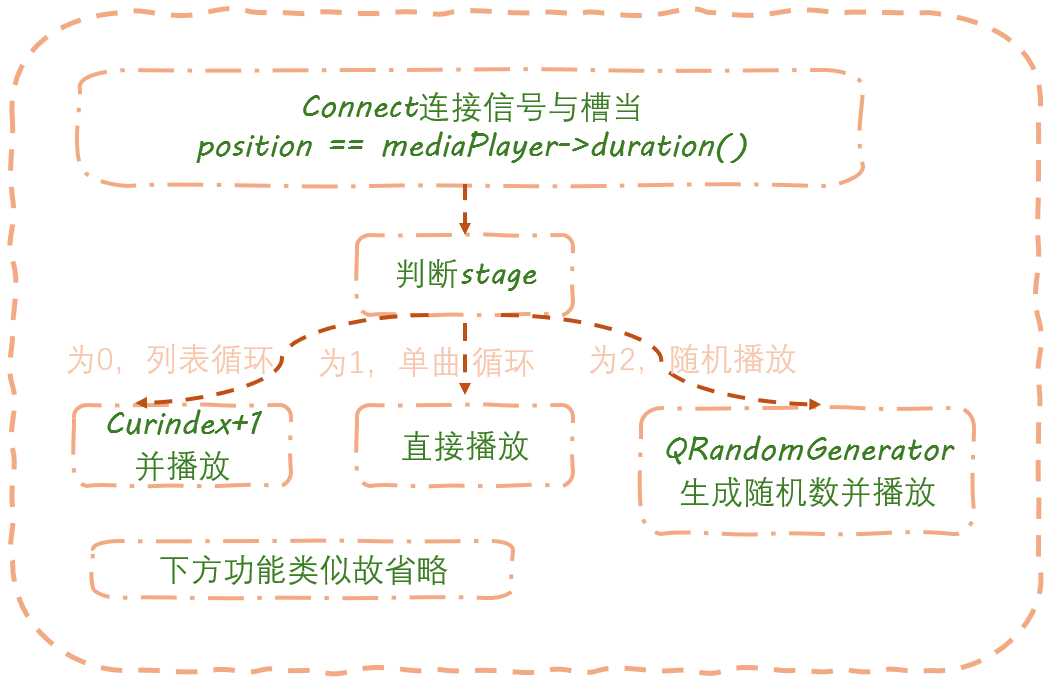 Connect连接信号与槽当
position == mediaPlayer->duration()
判断stage
为0，列表循环
为1，单曲循环
为2，随机播放
Curindex+1
并播放
直接播放
QRandomGenerator
生成随机数并播放
下方功能类似故省略